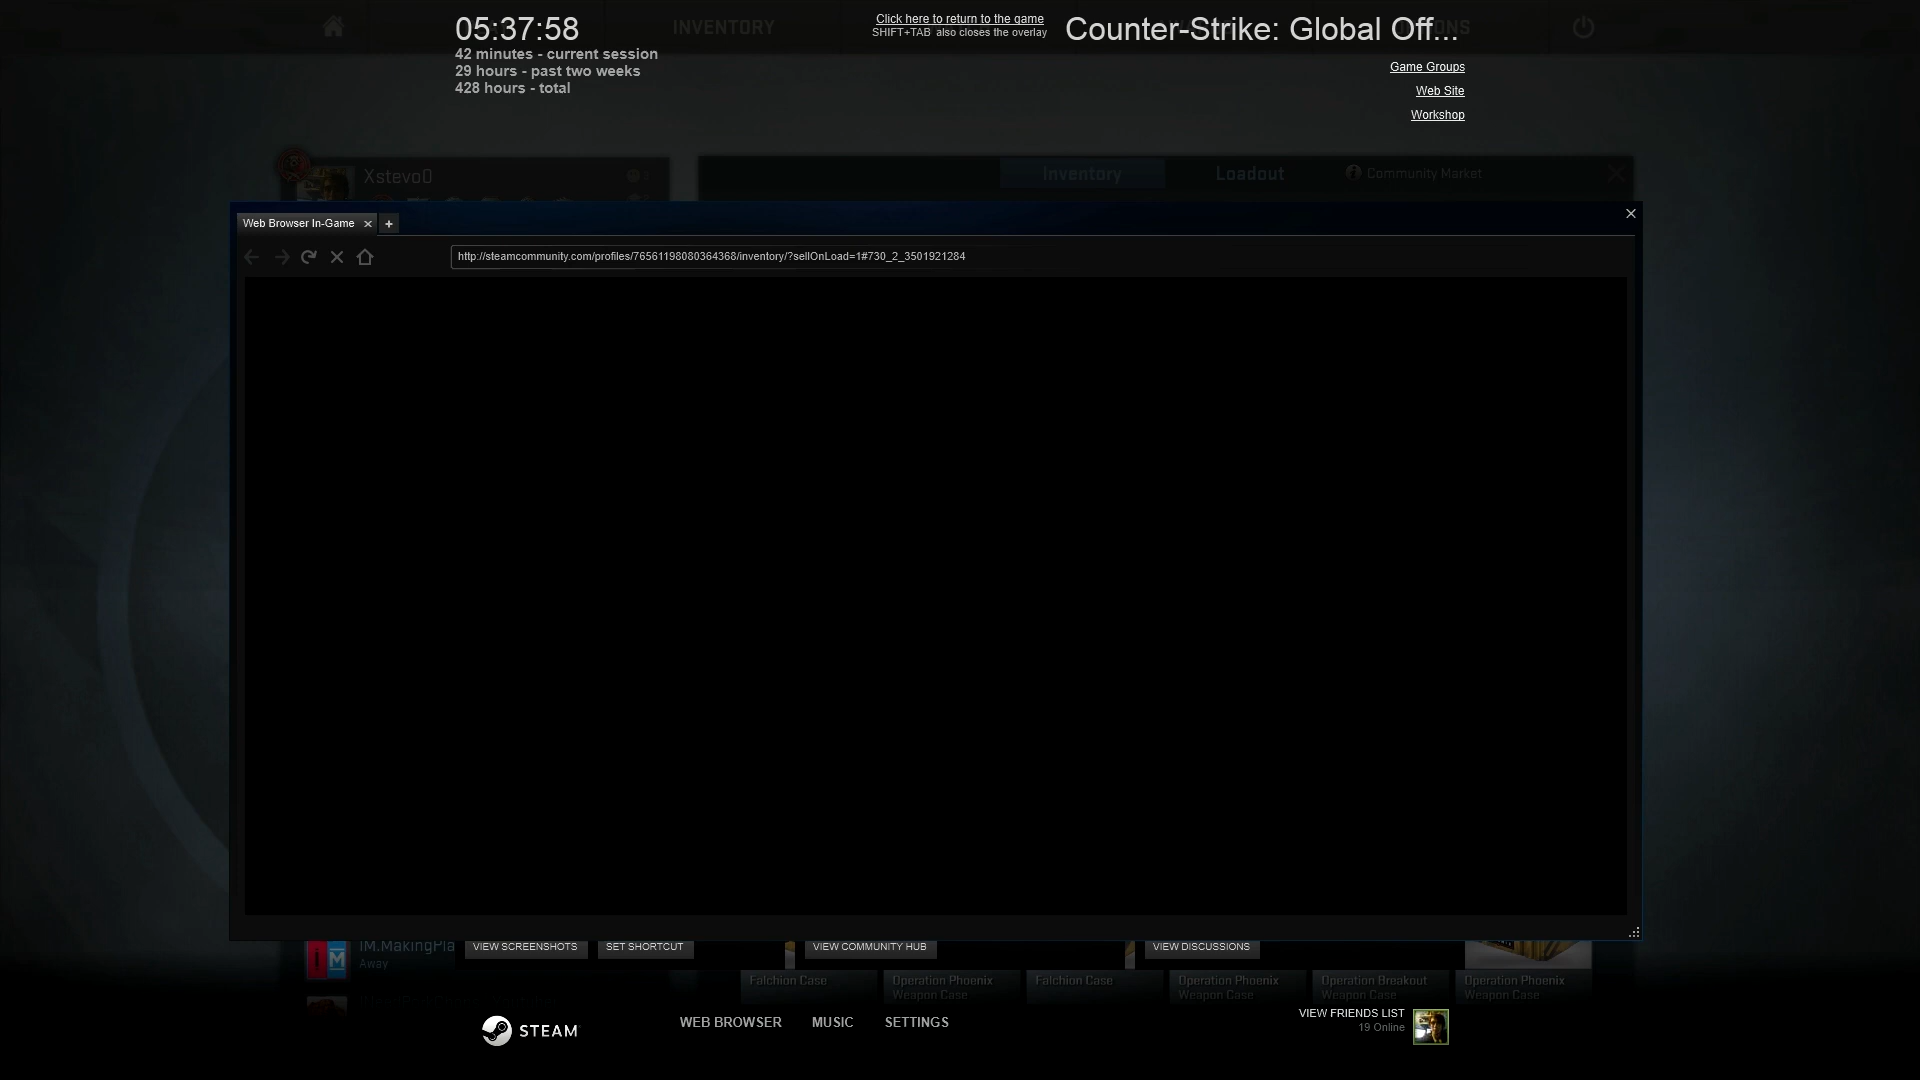 05:37:58
42 minutes - current session
29 hours - past two weeks
428 hours - total
INVENTORY
Click here to return to the game
SHIFT+TAB also closes the overlay
Counter-Strike: Global Off...
Game Groups
Web Site
Workshop
Xstevo0
Inventory
Loadout
Community Market
Web Browser In-Game
http://steamcommunity.com/profiles/76561198080364368/inventory/?sellOnLoad=1#730_2_3501921284
IM.MakingPla
Away
VIEW SCREENSHOTS
SET SHORTCUT
VIEW COMMUNITY HUB
VIEW DISCUSSIONS
Falchion Case
Operation Phoenix
Weapon Case
Falchion Case
Operation Phoenix
Weapon Case
Operation Breakout
Weapon Case
Operation Phoenix
Weapon Case
STEAM
WEB BROWSER
MUSIC
SETTINGS
VIEW FRIENDS LIST
19 Online